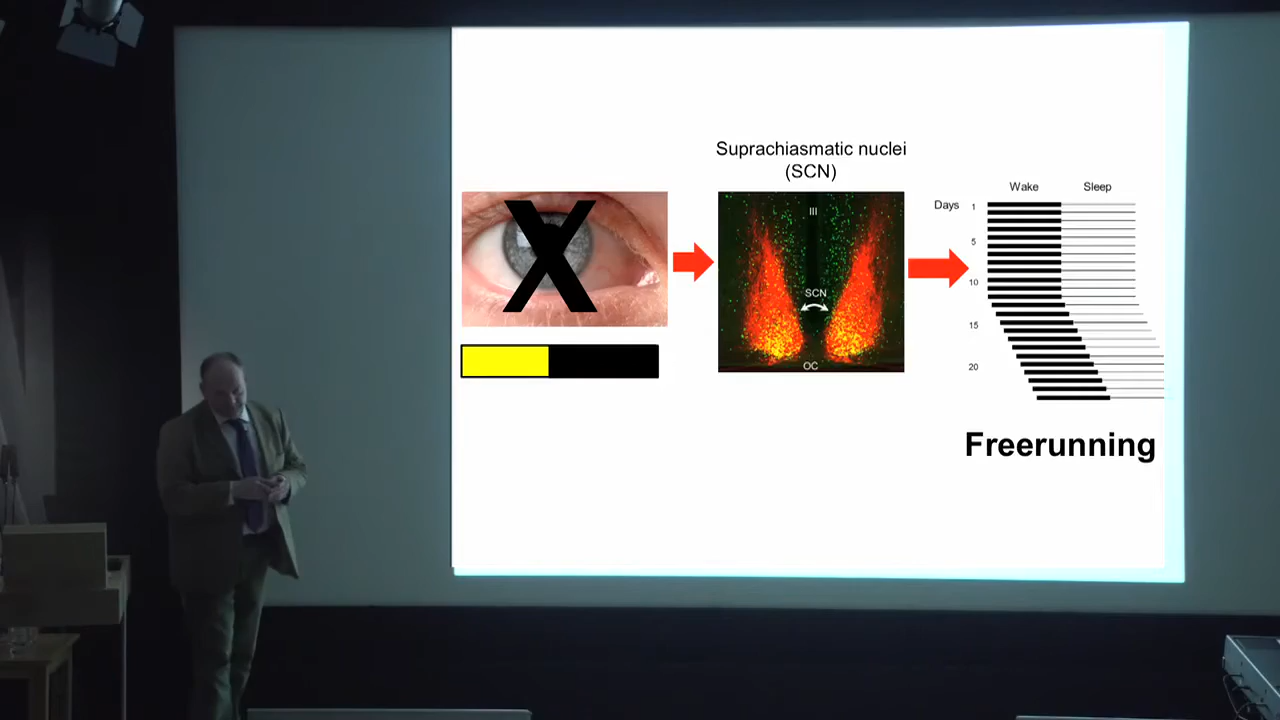 Suprachiasmatic nuclei
(SCN)
X
III
SCN
OC
Wake Sleep
Days 1
5
10
15
20
Freerunning